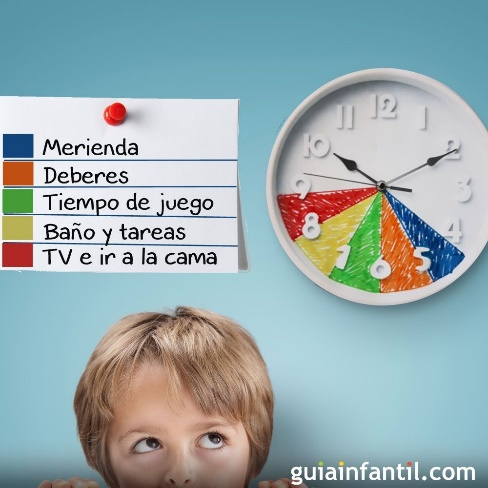 Merienda
Deberes
Tiempo de juego
Baño y tareas
TV e ir a la cama
12
11
1
10
2
9
3
8
4
7
5
6
guiainfantil.com